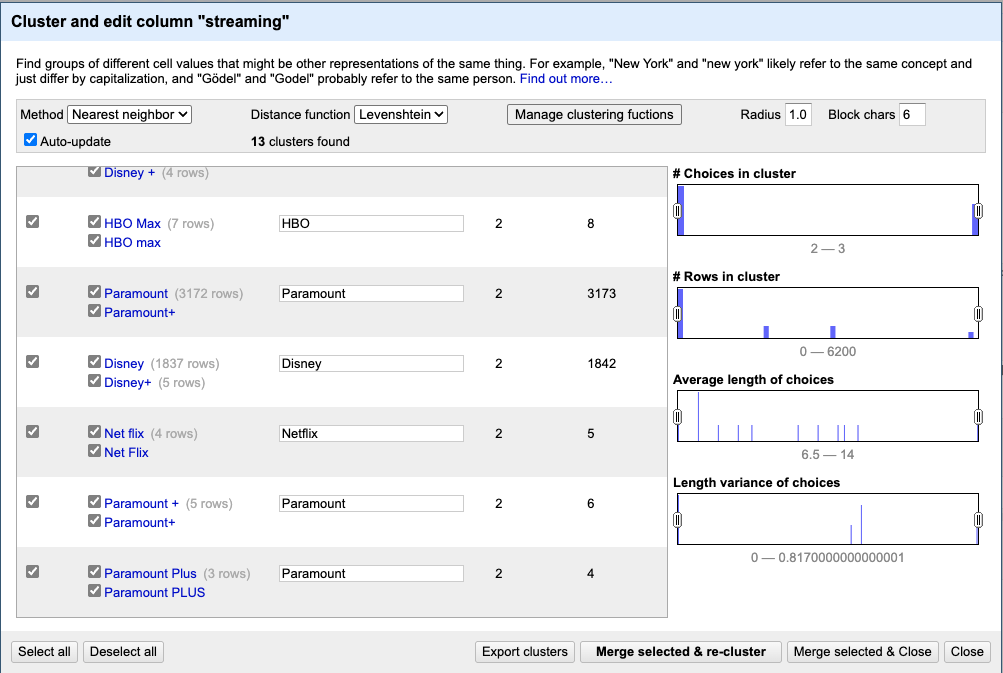 Cluster and edit column "streaming"
Find groups of different cell values that might be other representations of the same thing. For example, "New York" and "new york" likely refer to the same concept and
just differ by capitalization, and "Gödel" and "Godel" probably refer to the same person. Find out more…
Method Nearest neighbor Distance function Levenshtein Manage clustering fuctions Radius 1.0 Block chars 6
Auto-update 13 clusters found
Disney + (4 rows)
HBO Max (7 rows) HBO 2 8
HBO max
Paramount (3172 rows) Paramount 2 3173
Paramount+
Disney (1837 rows) Disney 2 1842
Disney+ (5 rows)
Net flix (4 rows) Netflix 2 5
Net Flix
Paramount + (5 rows) Paramount 2 6
Paramount+
Paramount Plus (3 rows) Paramount 2 4
Paramount PLUS
# Choices in cluster
2 — 3
# Rows in cluster
0 — 6200
Average length of choices
6.5 — 14
Length variance of choices
0 — 0.8170000000000001
Select all Deselect all Export clusters Merge selected & re-cluster Merge selected & Close Close